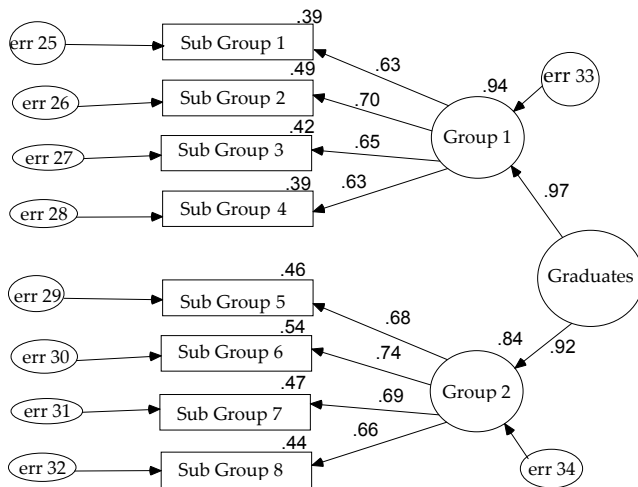 .39
err 25
Sub Group 1
.63
.49
err 26
Sub Group 2
.70
.42
err 27
Sub Group 3
.65
.39
err 28
Sub Group 4
.63
.94
err 33
Group 1
.97
Graduates
.46
err 29
Sub Group 5
.68
.54
err 30
Sub Group 6
.74
.47
err 31
Sub Group 7
.69
.44
err 32
Sub Group 8
.66
.84
.92
Group 2
err 34